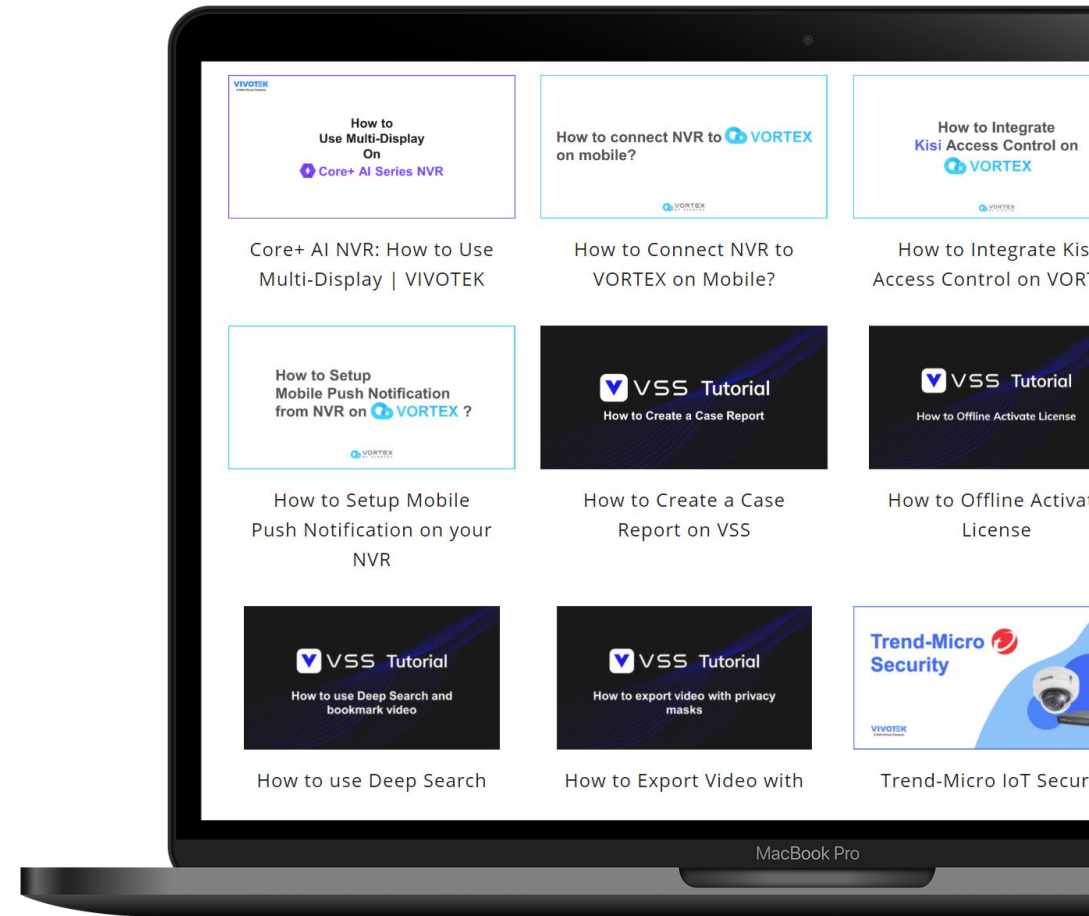 VIVOTEK
How to
Use Multi-Display
On
Core+ AI Series NVR
How to connect NVR to VORTEX
on mobile?
VORTEX
How to Integrate
Kisi Access Control on
VORTEX
VORTEX
Core+ AI NVR: How to Use
Multi-Display | VIVOTEK
How to Connect NVR to
VORTEX on Mobile?
How to Integrate Kis
Access Control on VOR
How to Setup
Mobile Push Notification
from NVR on VORTEX ?
VORTEX
VSS Tutorial
How to Create a Case Report
VSS Tutorial
How to Offline Activate License
How to Setup Mobile
Push Notification on your
NVR
How to Create a Case
Report on VSS
How to Offline Activat
License
VSS Tutorial
How to use Deep Search and
bookmark video
VSS Tutorial
How to export video with privacy
masks
Trend-Micro
Security
VIVOTEK
How to use Deep Search
How to Export Video with
Trend-Micro IoT Secur
MacBook Pro